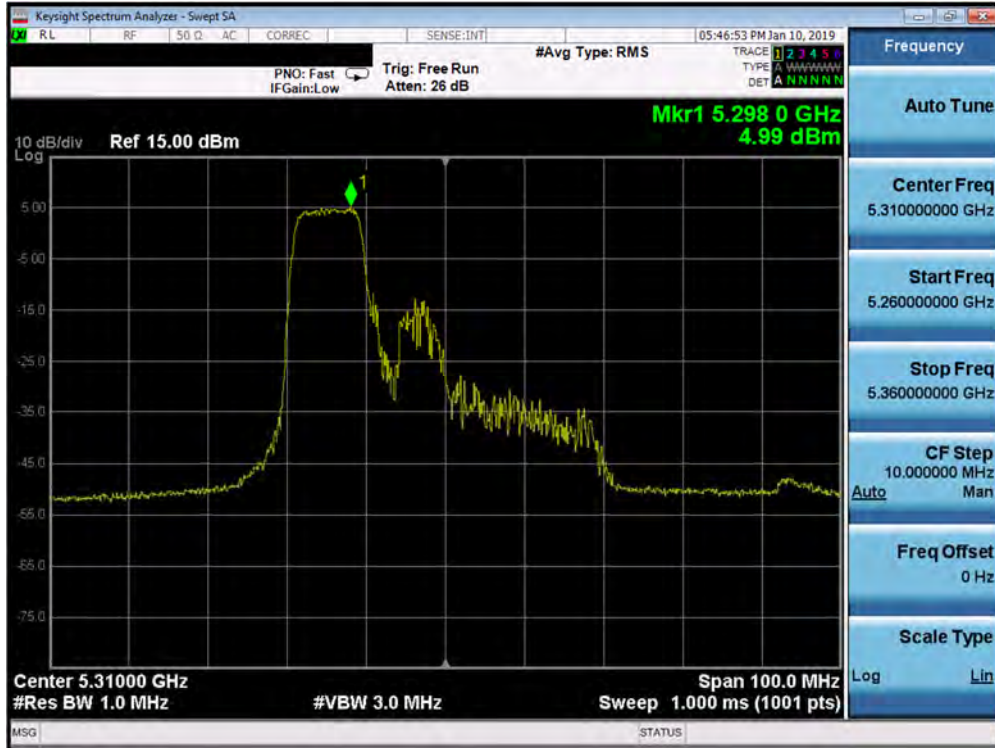 Keysight Spectrum Analyzer - Swept SA
LXI RL RF 50 Ω AC CORREC SENSE:INT 05:46:53 PM Jan 10, 2019
#Avg Type: RMS
TRACE 1 2 3 4 5 6
TYPE A WWWWW
DET A N N N N N
PNO: Fast
IFGain:Low
Trig: Free Run
Atten: 26 dB
Mkr1 5.298 0 GHz
4.99 dBm
10 dB/div Ref 15.00 dBm
Log
1
5.00
-5.00
-15.0
-25.0
-35.0
-45.0
-55.0
-65.0
-75.0
Center 5.31000 GHz Span 100.0 MHz
#Res BW 1.0 MHz #VBW 3.0 MHz Sweep 1.000 ms (1001 pts)
MSG STATUS
Frequency
Auto Tune
Center Freq
5.310000000 GHz
Start Freq
5.260000000 GHz
Stop Freq
5.360000000 GHz
CF Step
10.000000 MHz
Auto Man
Freq Offset
0 Hz
Scale Type
Log Lin